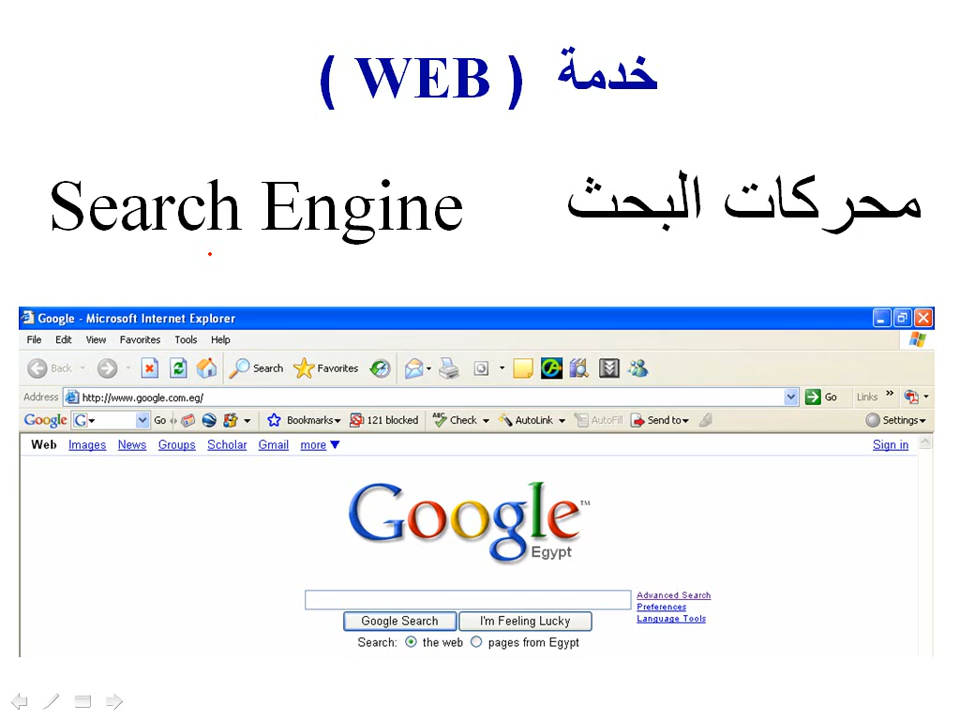 خدمة ( WEB )
محركات البحث Search Engine
Google - Microsoft Internet Explorer
File Edit View Favorites Tools Help
Back Search Favorites
Address http://www.google.com.eg/ Go Links »
Google G Go Bookmarks 121 blocked ABC Check AutoLink AutoFill Send to Settings
Web Images News Groups Scholar Gmail more ▼ Sign in
Google™
Egypt
Advanced Search
Preferences
Language Tools
Google Search I'm Feeling Lucky
Search: the web pages from Egypt